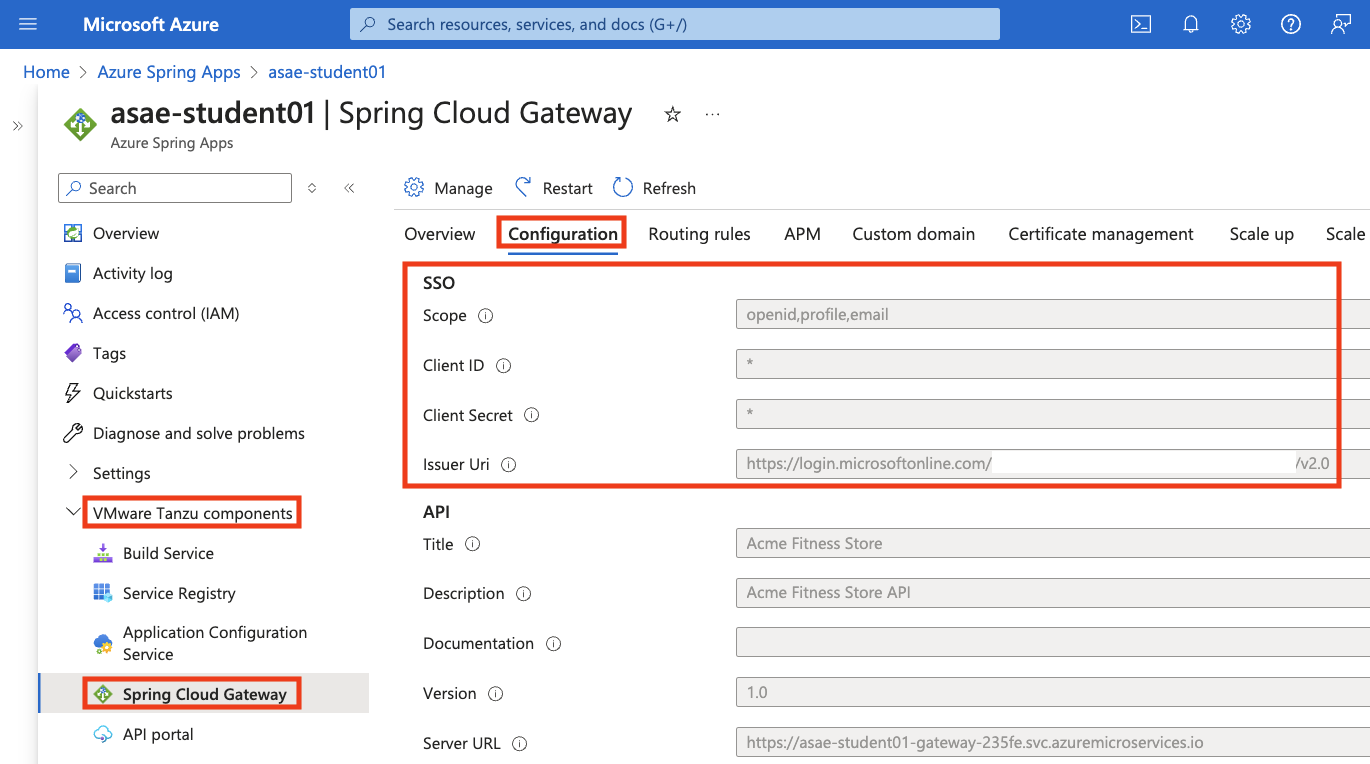 Microsoft Azure
Search resources, services, and docs (G+/)
Home > Azure Spring Apps > asae-student01
asae-student01 | Spring Cloud Gateway
Azure Spring Apps
Search
Manage Restart Refresh
Overview
Activity log
Access control (IAM)
Tags
Quickstarts
Diagnose and solve problems
Settings
VMware Tanzu components
Build Service
Service Registry
Application Configuration
Service
Spring Cloud Gateway
API portal
Overview Configuration Routing rules APM Custom domain Certificate management Scale up Scale
SSO
Scope openid,profile,email
Client ID *
Client Secret *
Issuer Uri https://login.microsoftonline.com/ /v2.0
API
Title Acme Fitness Store
Description Acme Fitness Store API
Documentation
Version 1.0
Server URL https://asae-student01-gateway-235fe.svc.azuremicroservices.io